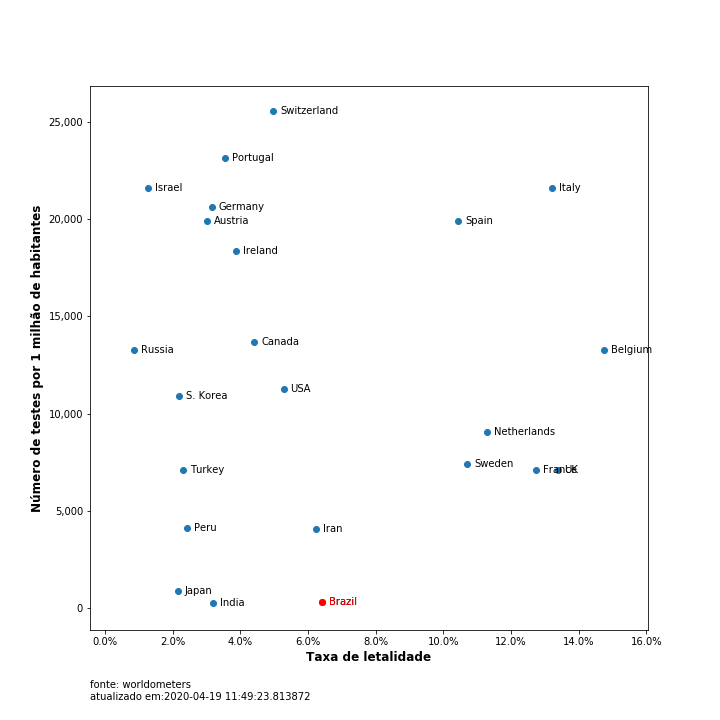 Número de testes por 1 milhão de habitantes
25,000
20,000
15,000
10,000
5,000
0
Switzerland
Portugal
Israel
Italy
Germany
Austria
Spain
Ireland
Canada
Russia
Belgium
USA
S. Korea
Netherlands
Sweden
Turkey
France
UK
Peru
Iran
Japan
India
Brazil
0.0% 2.0% 4.0% 6.0% 8.0% 10.0% 12.0% 14.0% 16.0%
Taxa de letalidade
fonte: worldometers
atualizado em:2020-04-19 11:49:23.813872